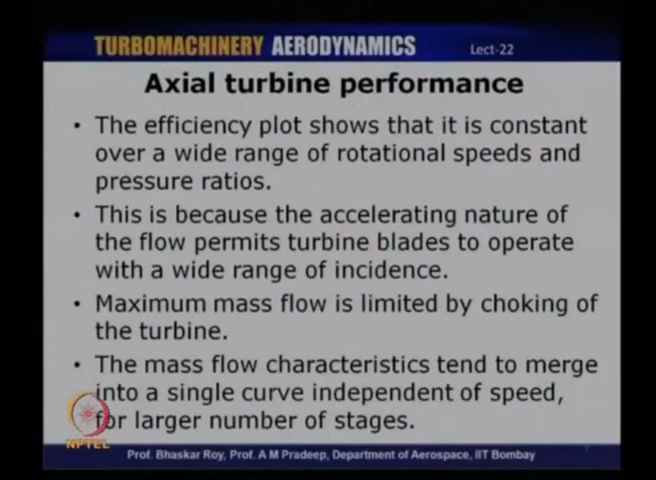 TURBOMACHINERY AERODYNAMICS Lect-22
Axial turbine performance
• The efficiency plot shows that it is constant
over a wide range of rotational speeds and
pressure ratios.
• This is because the accelerating nature of
the flow permits turbine blades to operate
with a wide range of incidence.
• Maximum mass flow is limited by choking of
the turbine.
• The mass flow characteristics tend to merge
into a single curve independent of speed,
for larger number of stages.
NPTEL
Prof. Bhaskar Roy, Prof. A M Pradeep, Department of Aerospace, IIT Bombay